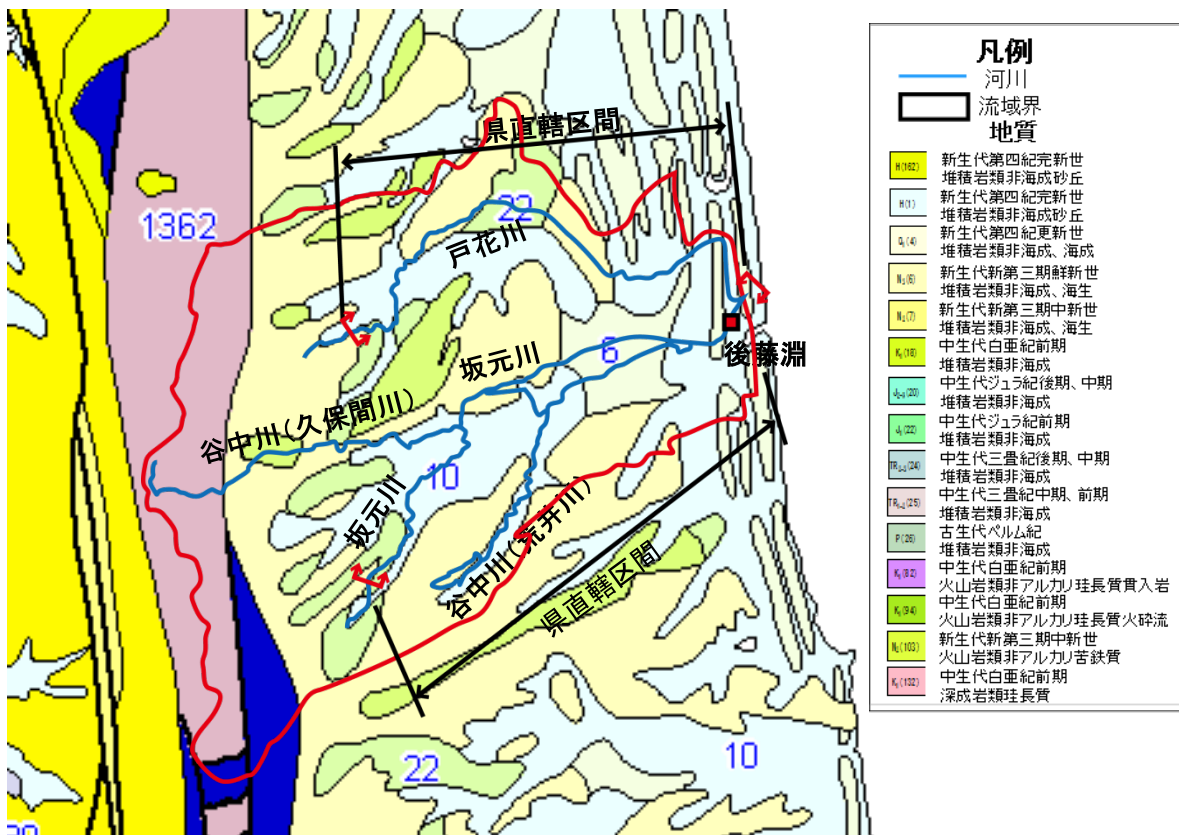 県直轄区間
1362
22
戸花川
坂元川
6
後藤淵
谷中川(久保間川)
10
坂元川
谷中川(荒井川)
県直轄区間
22
10
凡例
河川
流域界
地質
H(162)
新生代第四紀完新世
堆積岩類非海成砂丘
H(1)
新生代第四紀完新世
堆積岩類非海成砂丘
新生代第四紀更新世
堆積岩類非海成、海成
新生代新第三期鮮新世
堆積岩類非海成、海生
新生代新第三期中新世
堆積岩類非海成、海生
中生代白亜紀前期
堆積岩類非海成
中生代ジュラ紀後期、中期
堆積岩類非海成
中生代ジュラ紀前期
堆積岩類非海成
中生代三畳紀後期、中期
堆積岩類非海成
中生代三畳紀中期、前期
堆積岩類非海成
P(26)
古生代ペルム紀
堆積岩類非海成
中生代白亜紀前期
火山岩類非アルカリ珪長質貫入岩
中生代白亜紀前期
火山岩類非アルカリ珪長質火砕流
新生代新第三期中新世
火山岩類非アルカリ苦鉄質
中生代白亜紀前期
深成岩類珪長質